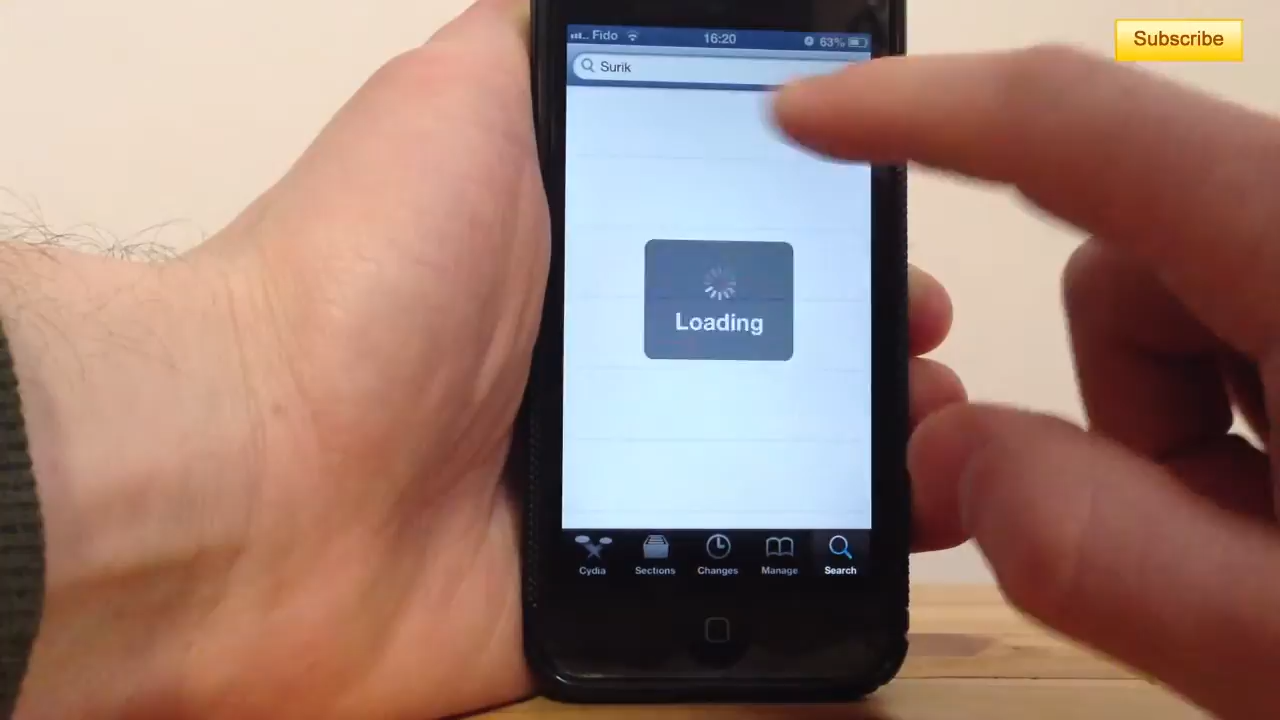 Subscribe
Fido 16:20 63%
Surik
Loading
Cydia Sections Changes Manage Search